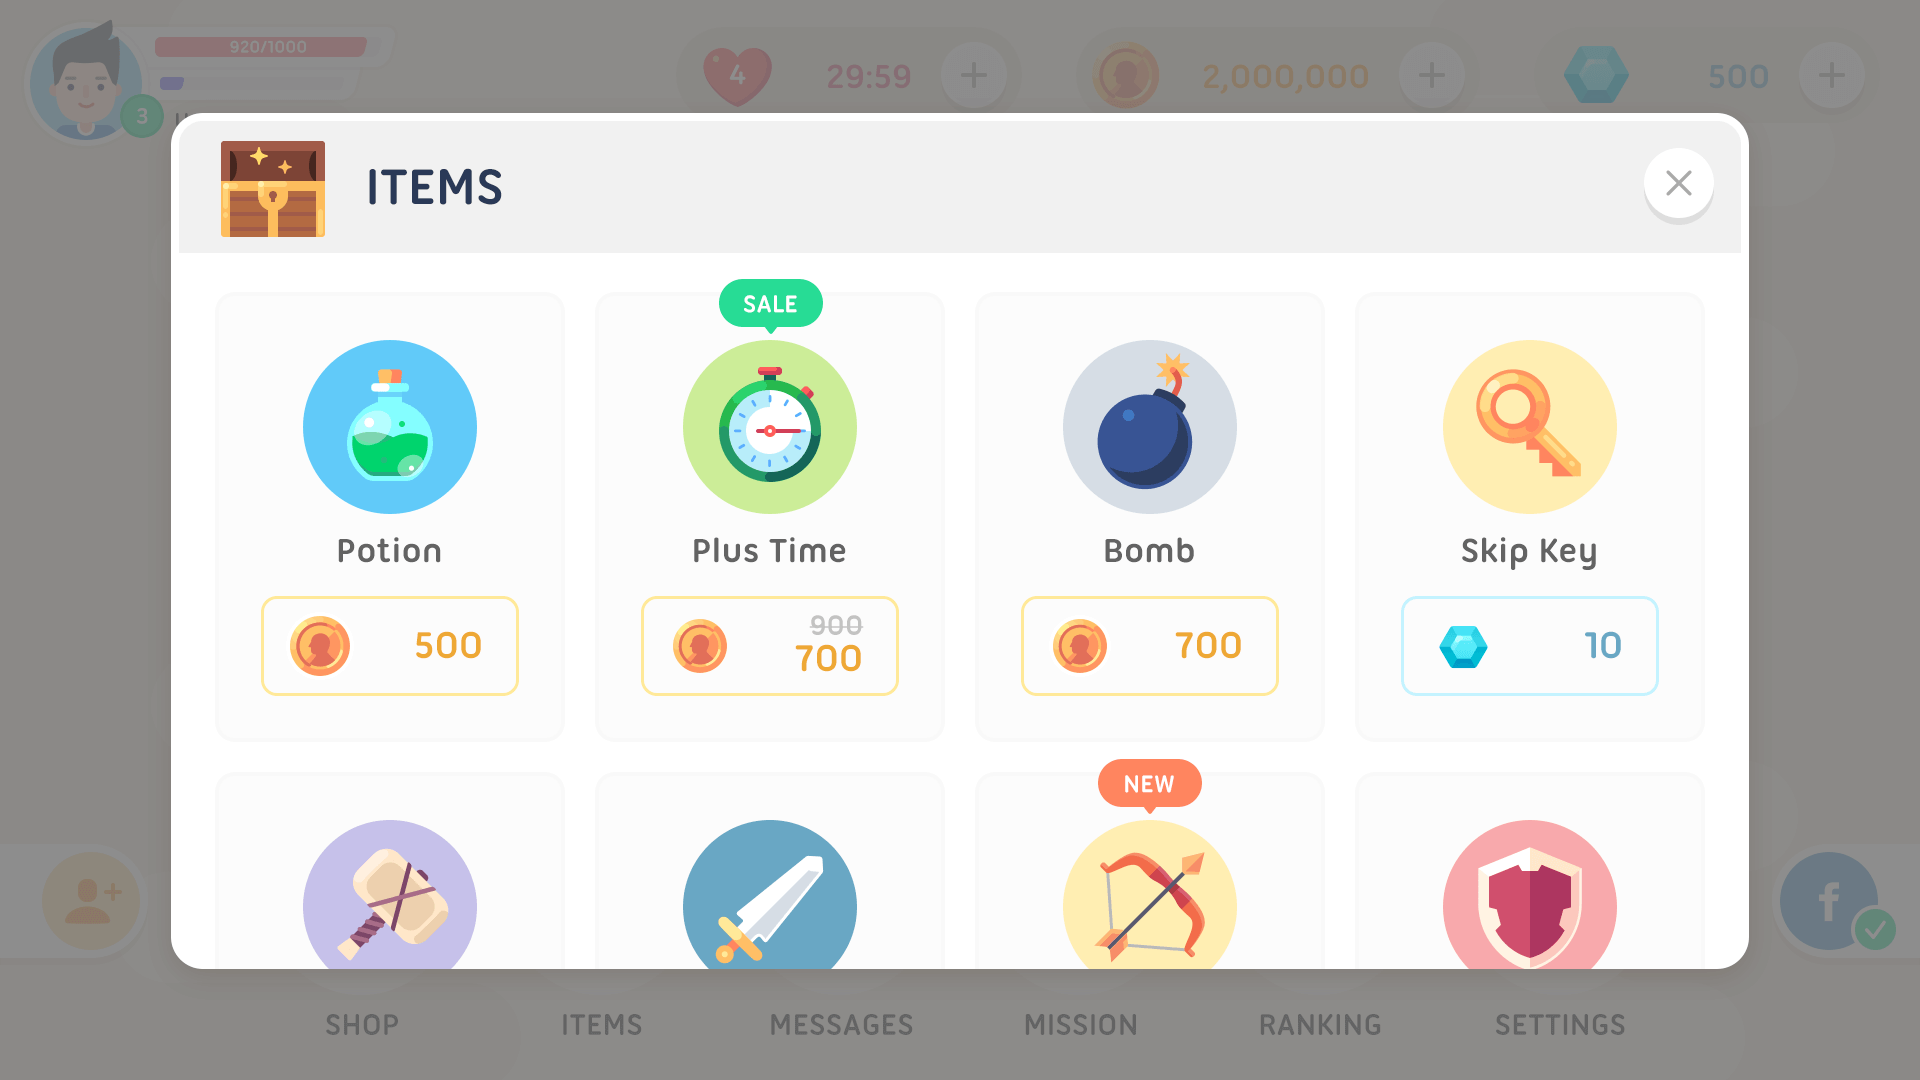 920/1000
3
4
29:59
2,000,000
500
ITEMS
SALE
Potion
Plus Time
Bomb
Skip Key
500
900
700
700
10
NEW
f
SHOP
ITEMS
MESSAGES
MISSION
RANKING
SETTINGS